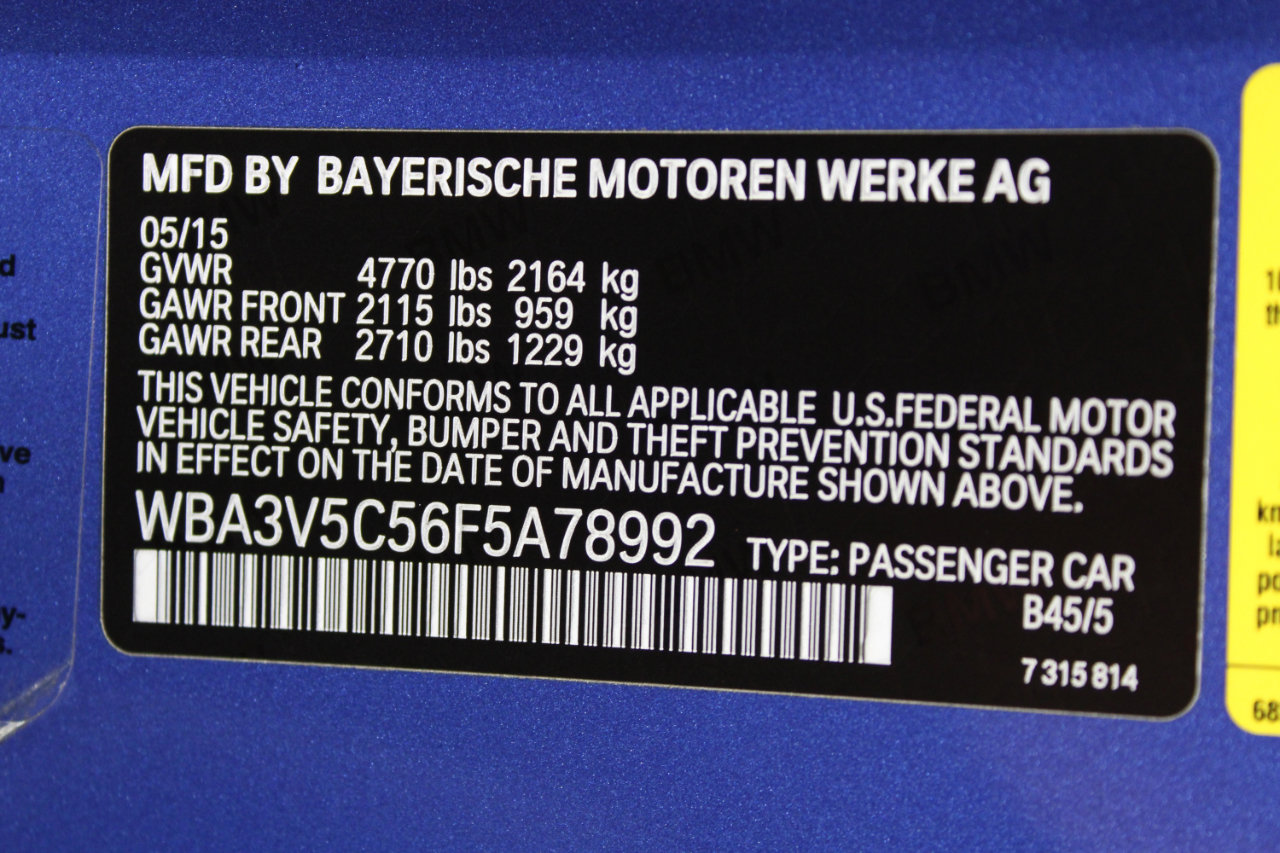 MFD BY BAYERISCHE MOTOREN WERKE AG
05/15
GVWR 4770 lbs 2164 kg
GAWR FRONT 2115 lbs 959 kg
GAWR REAR 2710 lbs 1229 kg
THIS VEHICLE CONFORMS TO ALL APPLICABLE U.S.FEDERAL MOTOR
VEHICLE SAFETY, BUMPER AND THEFT PREVENTION STANDARDS
IN EFFECT ON THE DATE OF MANUFACTURE SHOWN ABOVE.
WBA3V5C56F5A78992 TYPE: PASSENGER CAR
B45/5
7 315 814